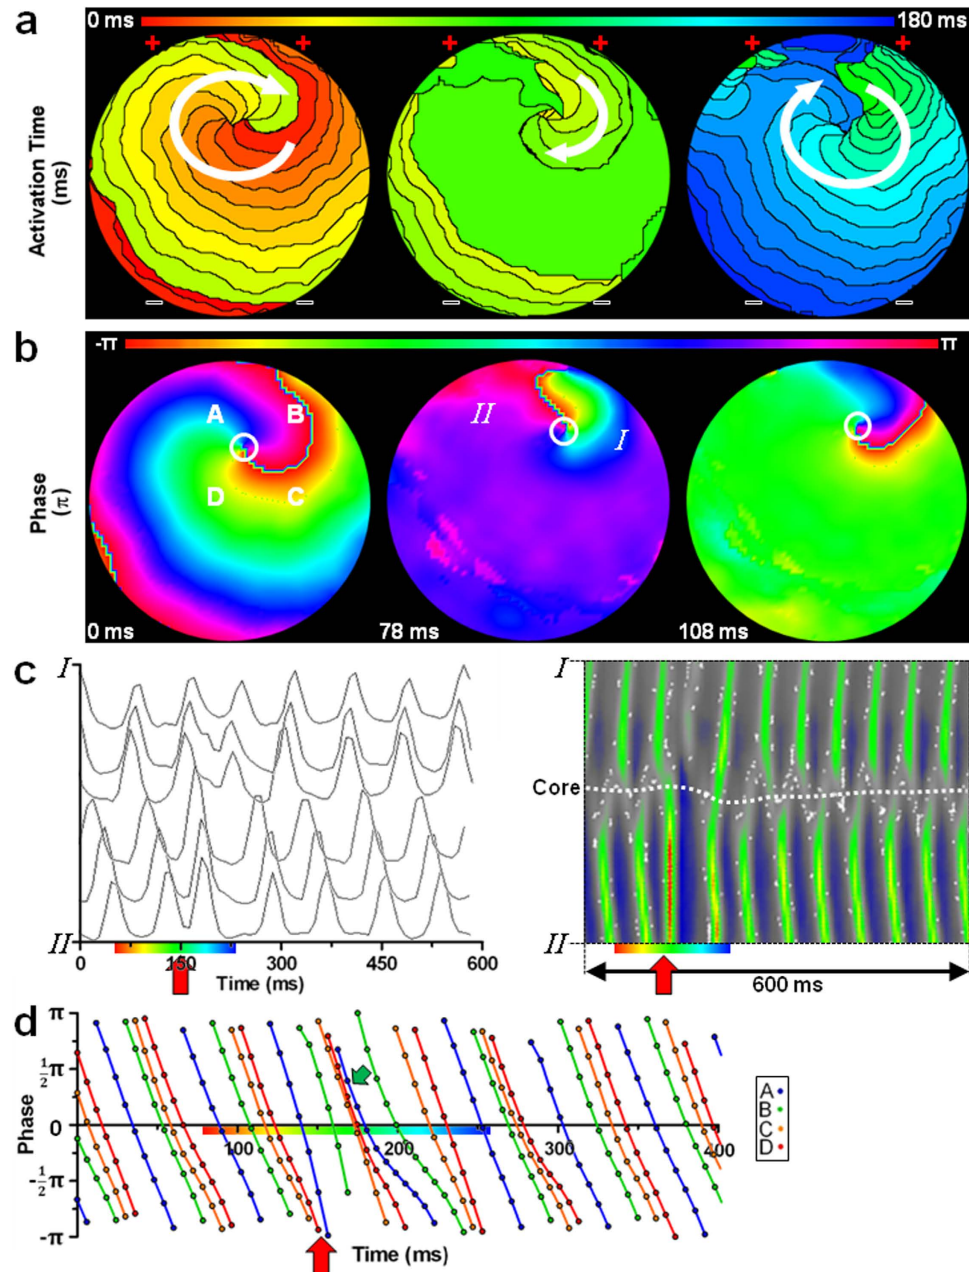 a
0 ms
180 ms
+ + + + + +
Activation Time
(ms)
b
-π
π
A
B
D
C
II
I
Phase
(π)
0 ms
78 ms
108 ms
c
I
II
0
150
300
450
600
Time (ms)
I
Core
II
600 ms
d
π
½π
0
-½π
-π
Phase
100
200
300
400
Time (ms)
A
B
C
D